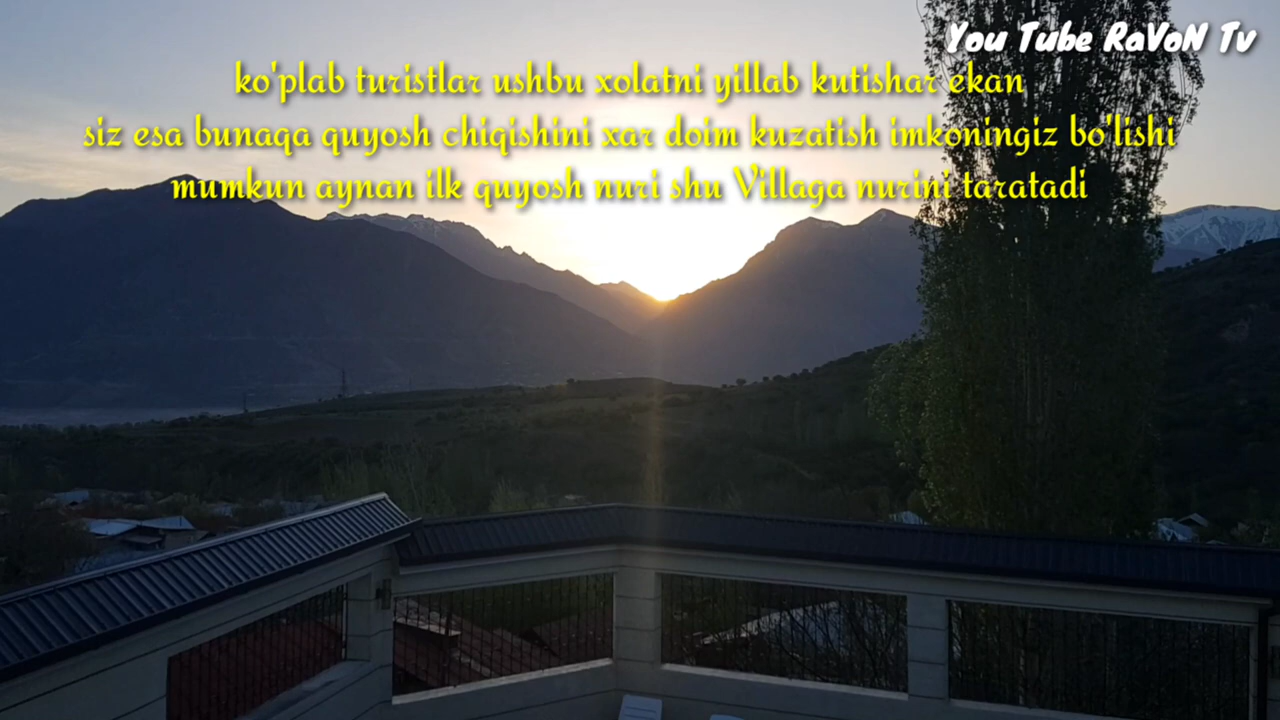 You Tube RaVoN Tv
ko'plab turistlar ushbu xolatni yillab kutishar ekan
siz esa bunaqa quyosh chiqishini xar doim kuzatish imkoningiz bo'lishi
mumkun aynan ilk quyosh nuri shu Villaga nurini taratadi